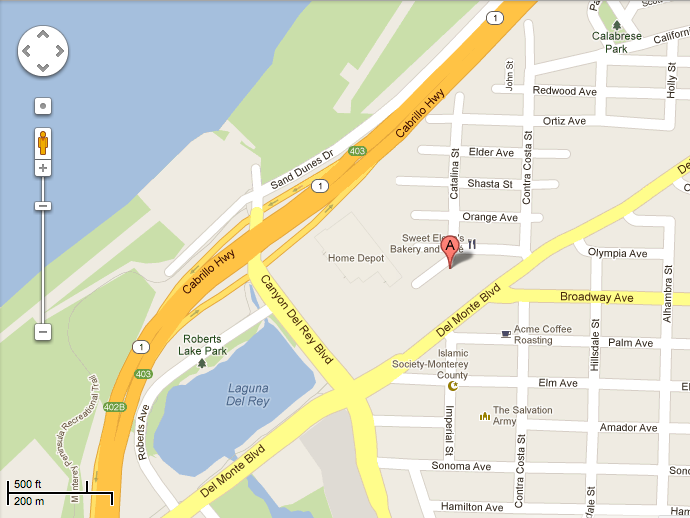 1
Calabrese
Park
Californi
Holly St
John St
Redwood Ave
Ortiz Ave
Cabrillo Hwy
403
Sand Dunes Dr
1
Catalina St
Contra Costa St
Elder Ave
Shasta St
Orange Ave
De
Sweet Elena's
Bakery and
A
Home Depot
Olympia Ave
Alhambra St
Cabrillo Hwy
Canyon Del Rey Blvd
Del Monte Blvd
Broadway Ave
Hillsdale St
Acme Coffee
Roasting
Palm Ave
1
Roberts
Lake Park
403
402B
Laguna
Del Rey
Islamic
Society-Monterey
County
Elm Ave
El
The Salvation
Army
Imperial St
Contra Costa St
Amador Ave
Roberts Ave
Monterey Peninsula Recreational Trail
Del Monte Blvd
Sonoma Ave
Hamilton Ave
dale St
500 ft
200 m